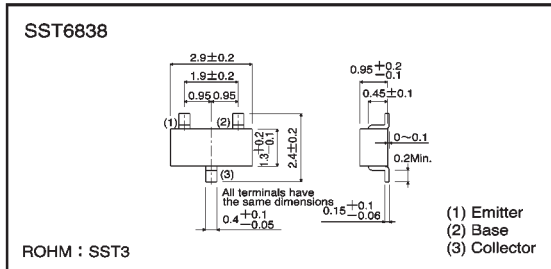 SST6838
2.9±0.2
1.9±0.2
0.95 0.95
(1) (2)
(3)
1.3+0.2−0.1
2.4±0.2
All terminals have
the same dimensions
0.4+0.1−0.05
0.95+0.2−0.1
0.45±0.1
0~0.1
0.2Min.
0.15+0.1−0.06
(1) Emitter
(2) Base
(3) Collector
ROHM : SST3